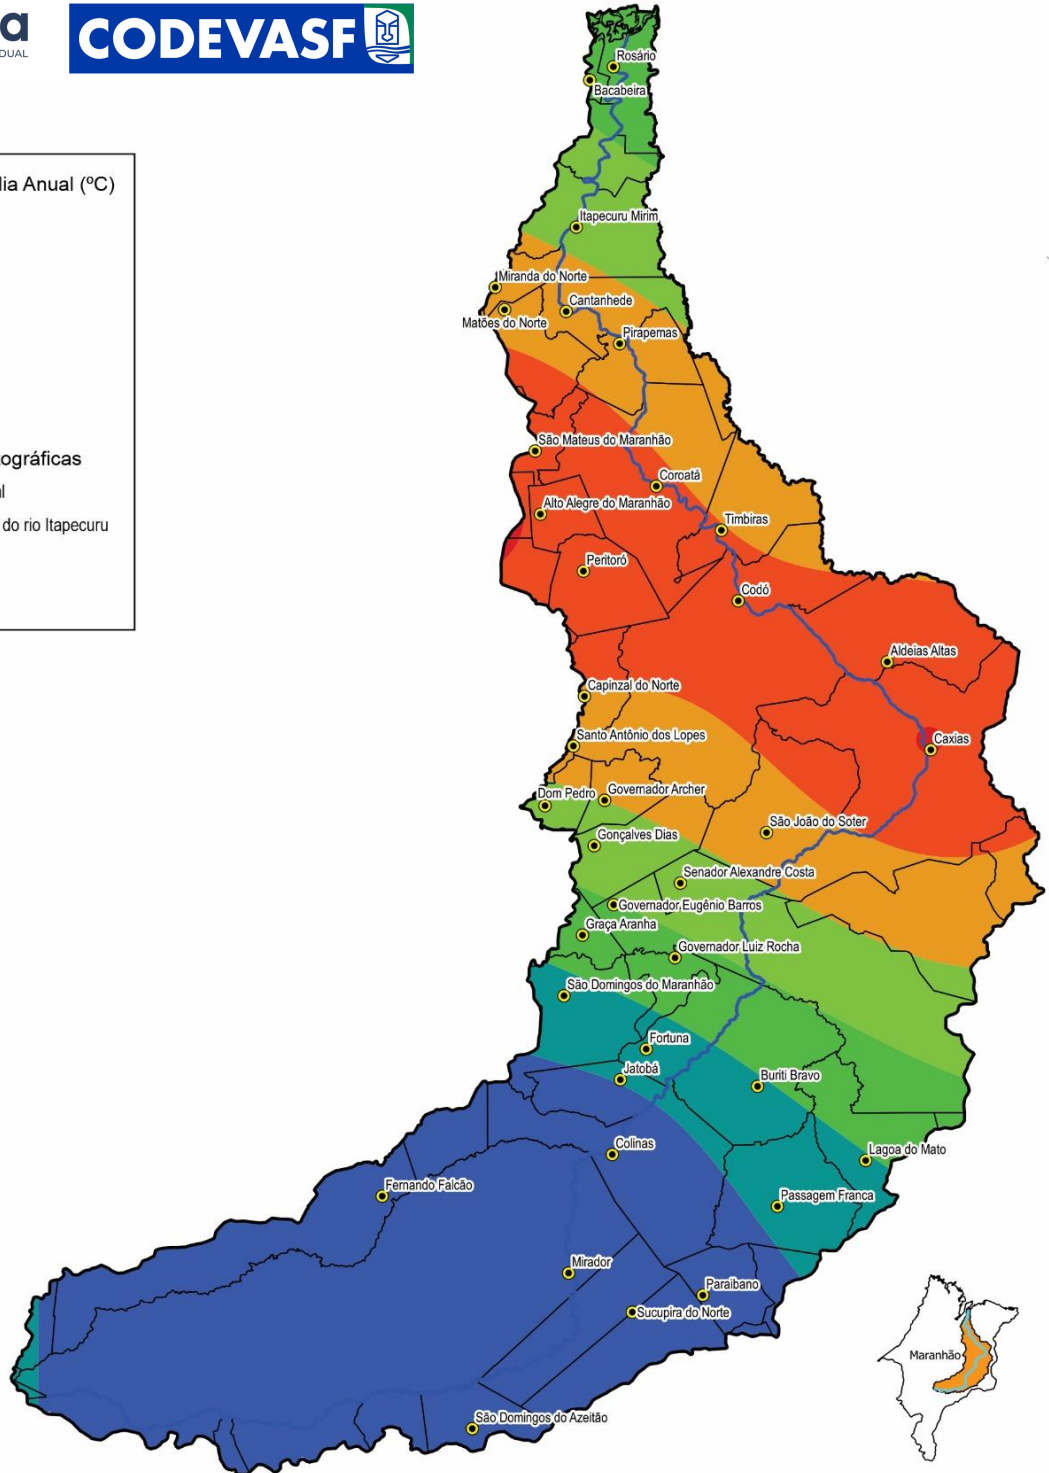 a
DUAL
CODEVASF
dia Anual (ºC)
tográficas
al
do rio Itapecuru
Rosário
Bacabeira
Itapecuru Mirim
Miranda do Norte
Cantanhede
Matões do Norte
Pirapemas
São Mateus do Maranhão
Coroatá
Alto Alegre do Maranhão
Timbiras
Peritoró
Codó
Aldeias Altas
Capinzal do Norte
Santo Antônio dos Lopes
Caxias
Dom Pedro
Governador Archer
São João do Soter
Gonçalves Dias
Senador Alexandre Costa
Governador Eugênio Barros
Graça Aranha
Governador Luiz Rocha
São Domingos do Maranhão
Fortuna
Jatobá
Buriti Bravo
Colinas
Lagoa do Mato
Fernando Falcão
Passagem Franca
Mirador
Paraibano
Sucupira do Norte
Maranhão
São Domingos do Azeitão